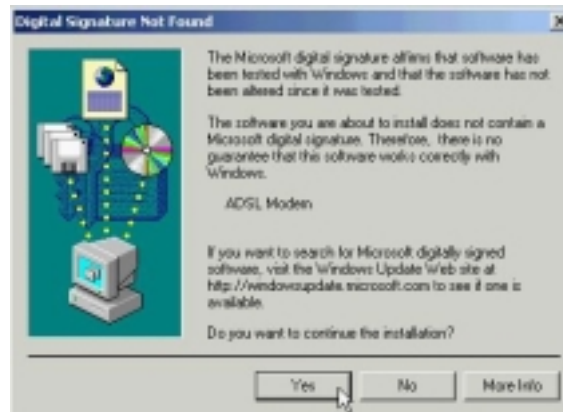 Digital Signature Not Found
The Microsoft digital signature affirms that software has
been tested with Windows and that the software has not
been altered since it was tested.
The software you are about to install does not contain a
Microsoft digital signature. Therefore, there is no
guarantee that this software works correctly with
Windows.
ADSL Modem
If you want to search for Microsoft digitally signed
software, visit the Windows Update Web site at
http://windowsupdate.microsoft.com to see if one is
available.
Do you want to continue the installation?
Yes
No
More Info